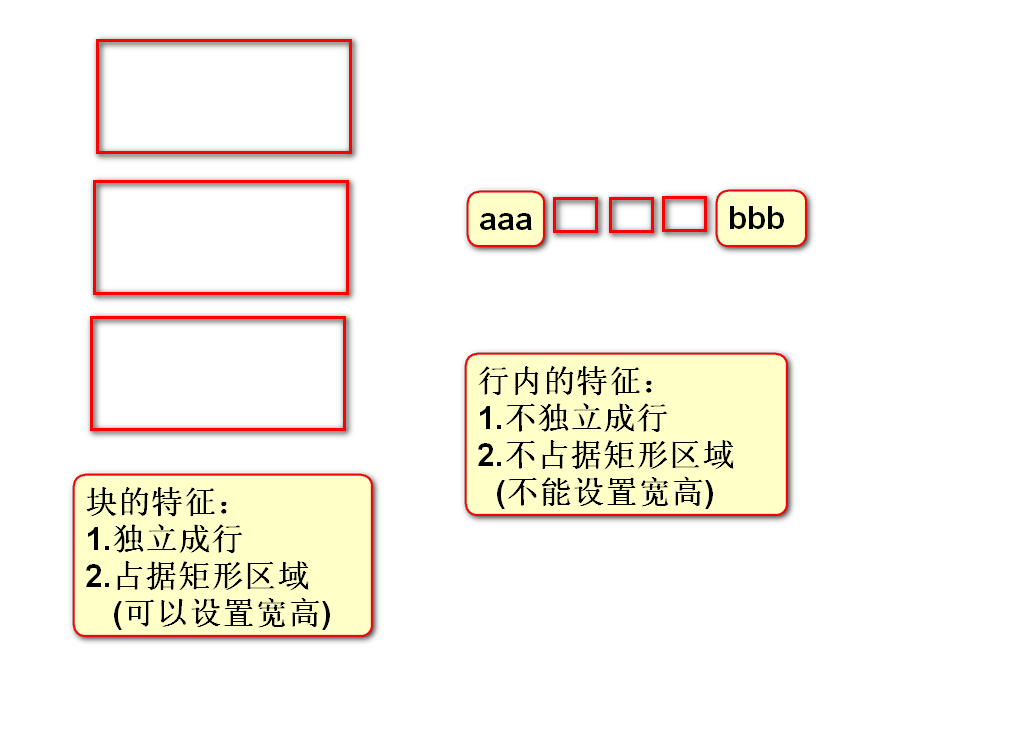 aaa
bbb
行内的特征：
1.不独立成行
2.不占据矩形区域
(不能设置宽高)
块的特征：
1.独立成行
2.占据矩形区域
(可以设置宽高)